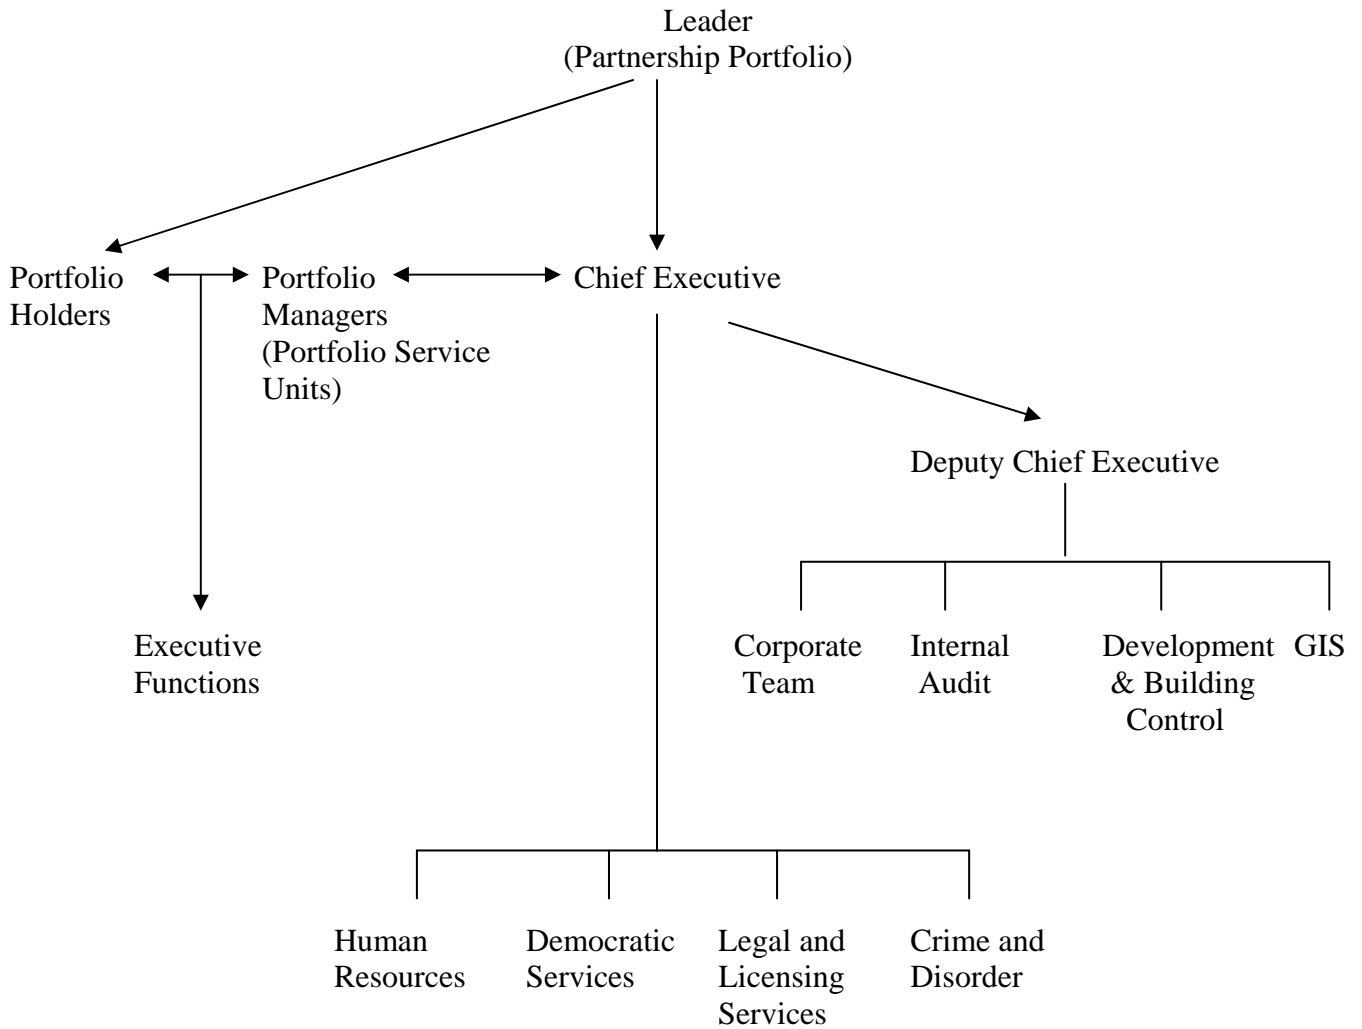 Leader
(Partnership Portfolio)
Portfolio
Holders
Portfolio
Managers
(Portfolio Service
Units)
Chief Executive
Deputy Chief Executive
Executive
Functions
Corporate
Team
Internal
Audit
Development
& Building
Control
GIS
Human
Resources
Democratic
Services
Legal and
Licensing
Services
Crime and
Disorder